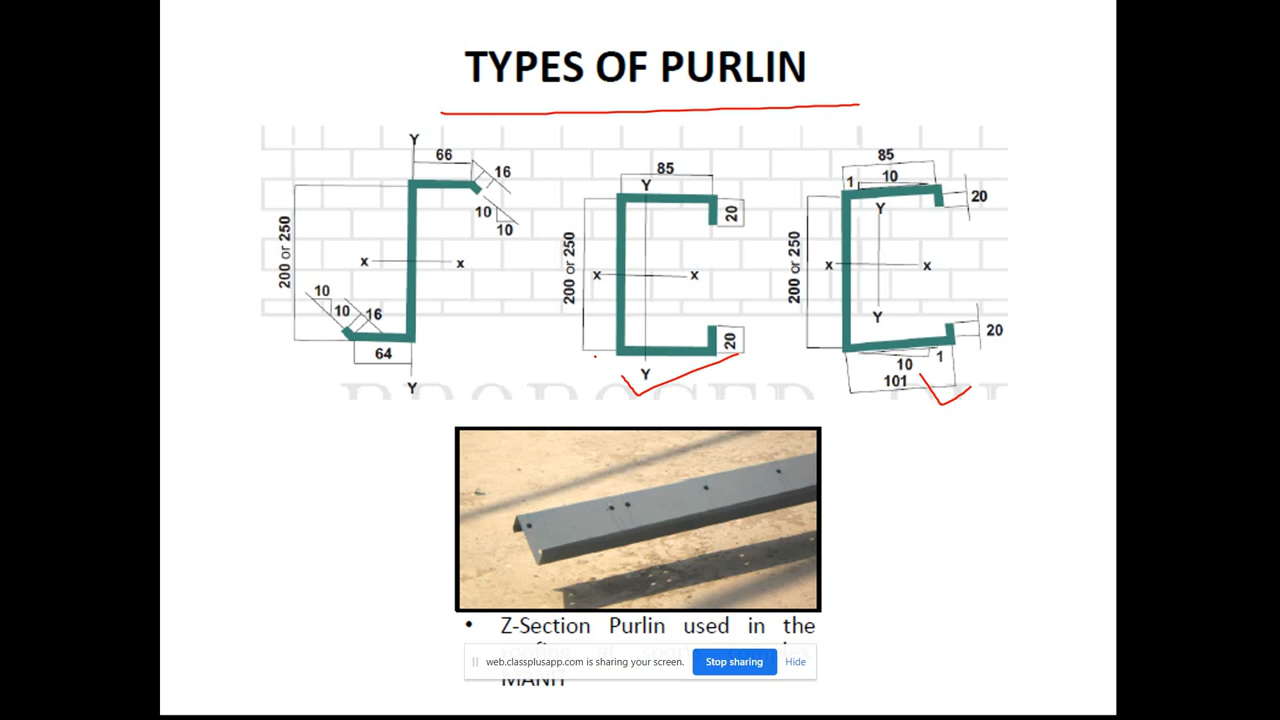 TYPES OF PURLIN
Y
66
16
10
10
200 or 250
x x
10
10
16
64
Y
85
Y
20
200 or 250
x x
20
Y
85
1 10
20
Y
200 or 250
x x
Y
20
10 1
101
• Z-Section Purlin used in the
web.classplusapp.com is sharing your screen. Stop sharing Hide